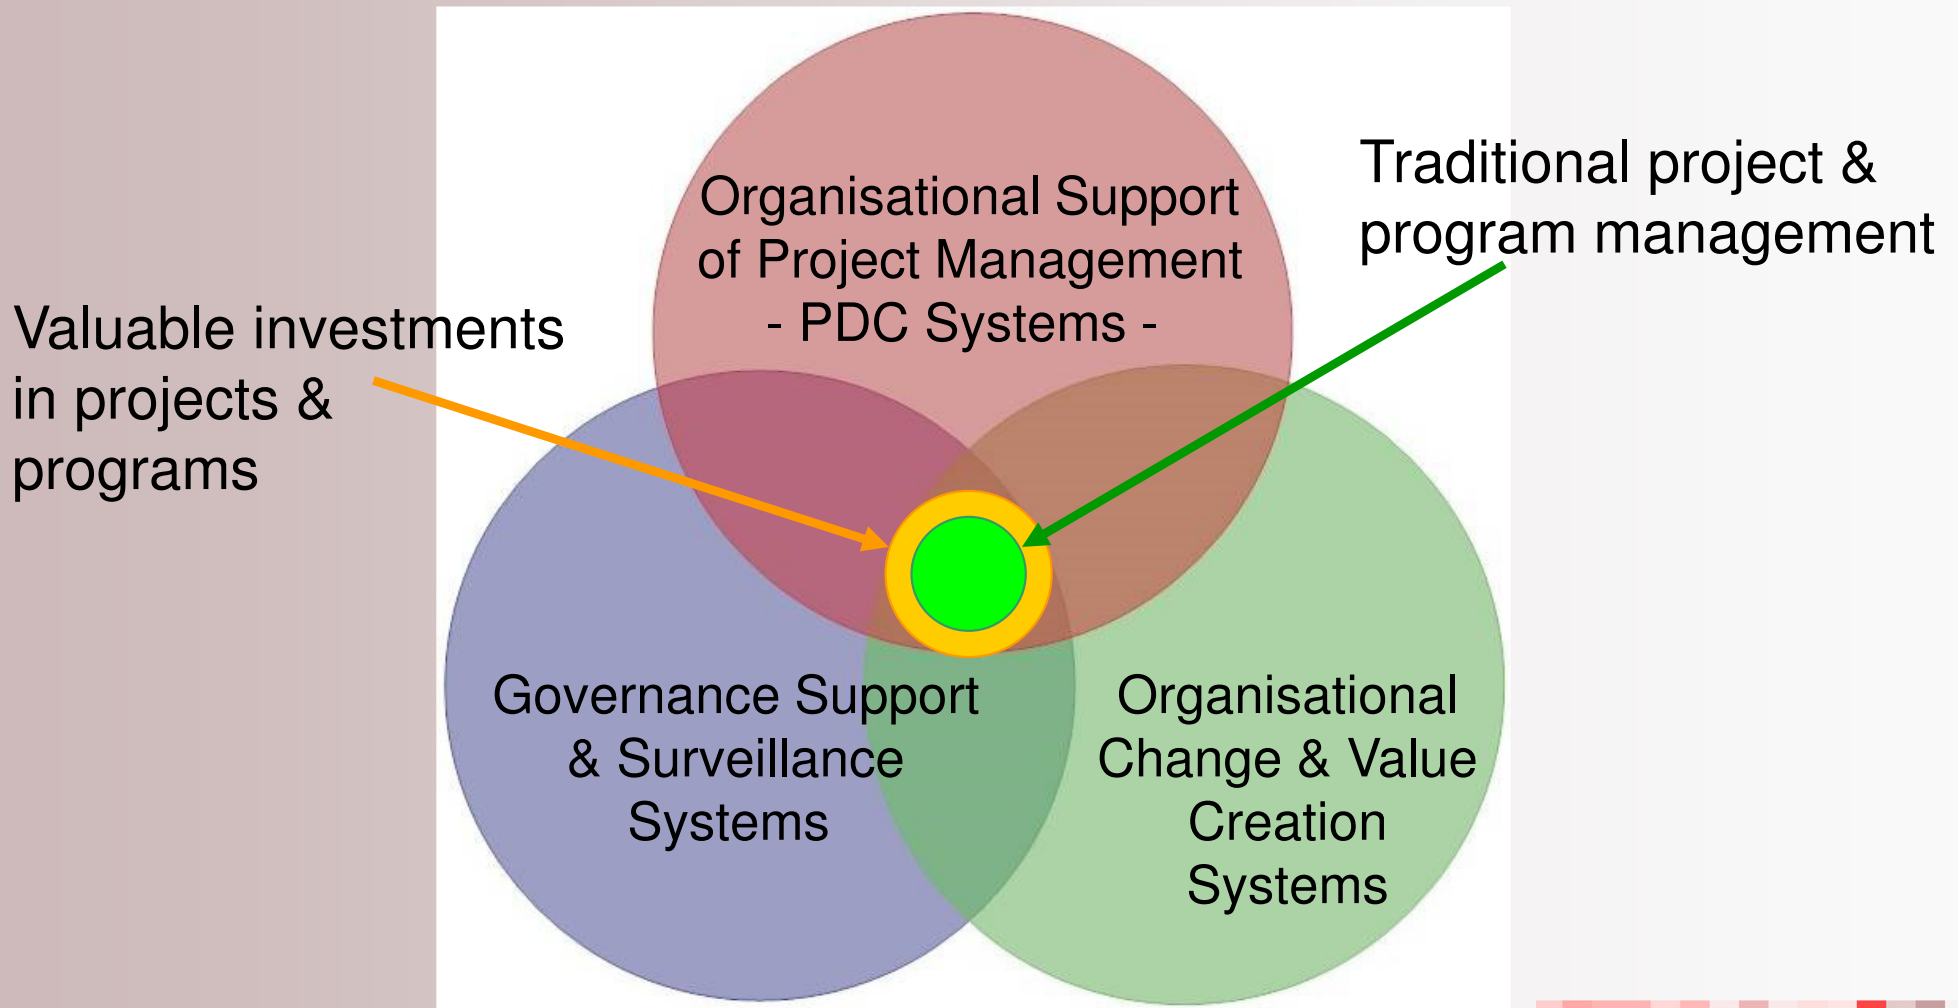 Organisational Support
of Project Management
- PDC Systems -
Traditional project &
program management
Valuable investments
in projects &
programs
Governance Support
& Surveillance
Systems
Organisational
Change & Value
Creation
Systems